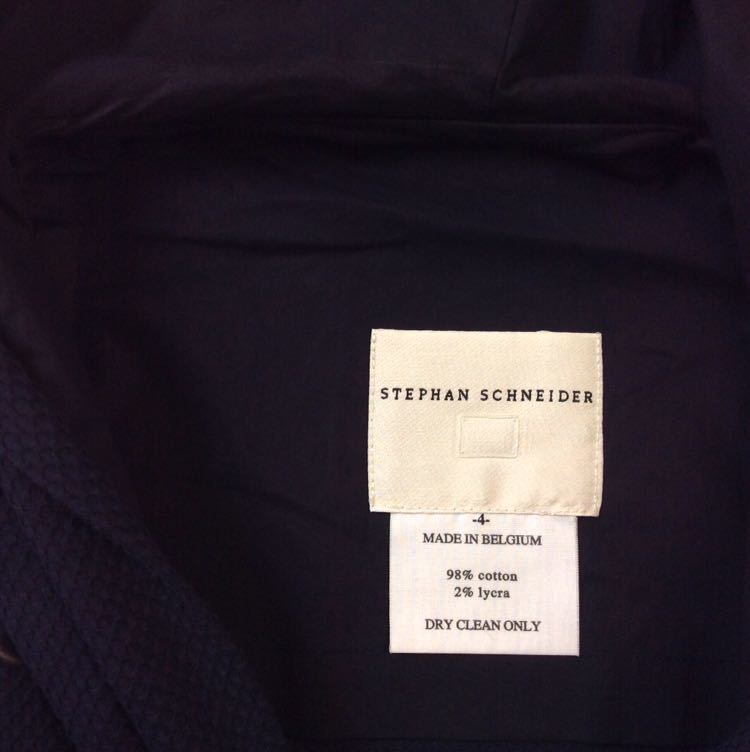 STEPHAN SCHNEIDER
-4-
MADE IN BELGIUM
98% cotton
2% lycra
DRY CLEAN ONLY